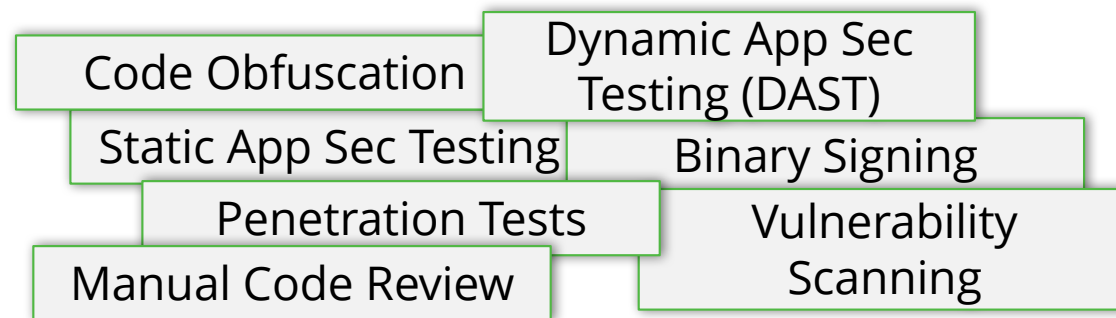 Code Obfuscation
Dynamic App Sec
Testing (DAST)
Static App Sec Testing
Binary Signing
Penetration Tests
Vulnerability
Scanning
Manual Code Review